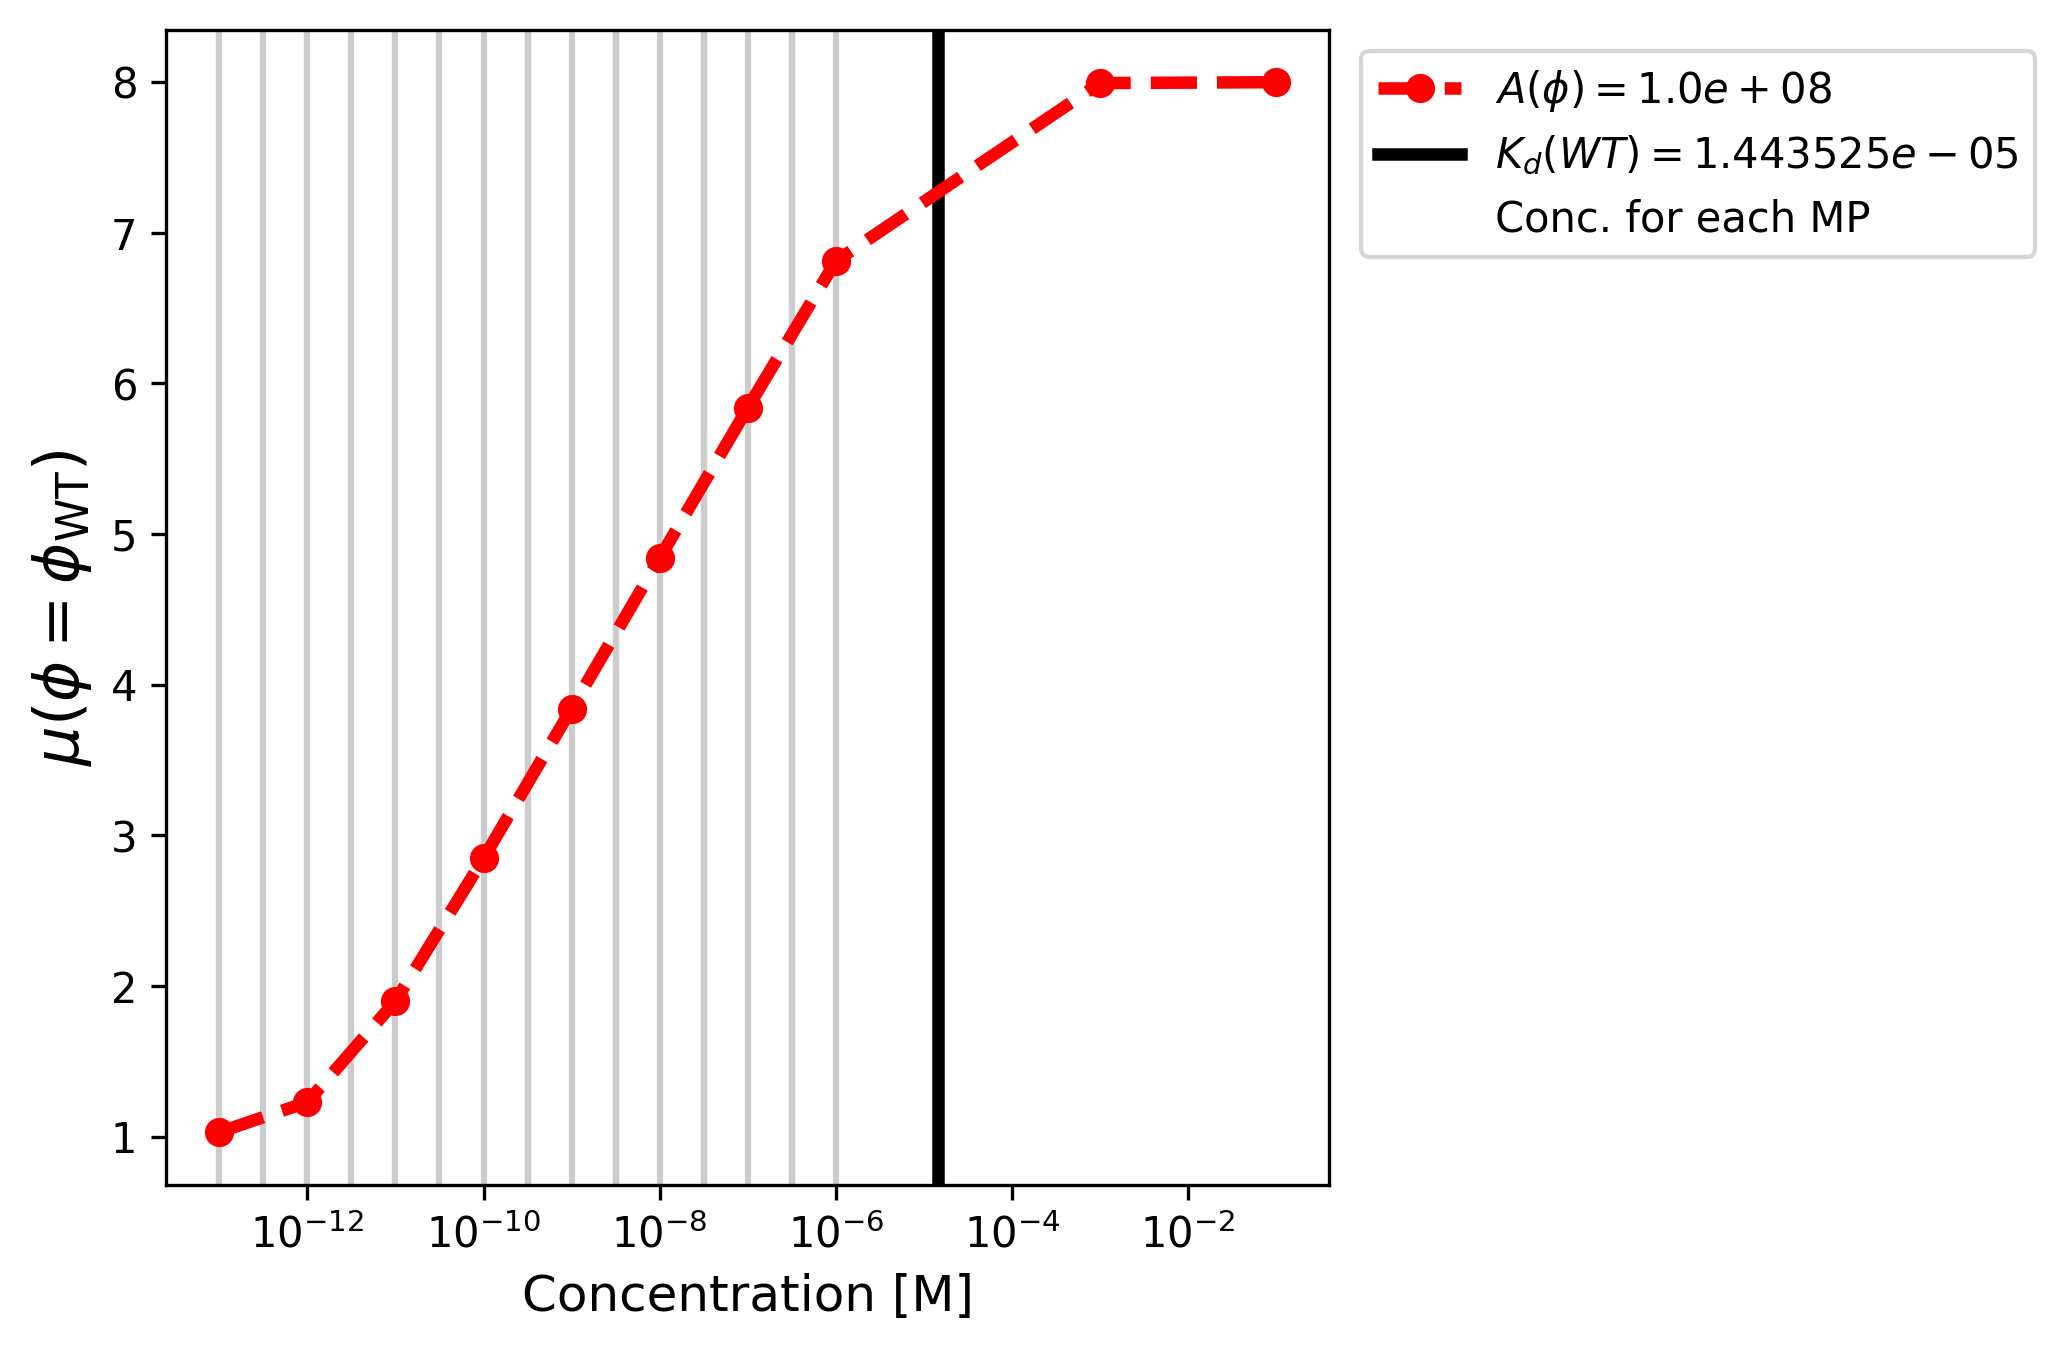 8
7
6
5
4
3
2
1
μ(ϕ = ϕ_WT)
10⁻¹² 10⁻¹⁰ 10⁻⁸ 10⁻⁶ 10⁻⁴ 10⁻²
Concentration [M]
A(ϕ) = 1.0e + 08
K_d(WT) = 1.443525e − 05
Conc. for each MP